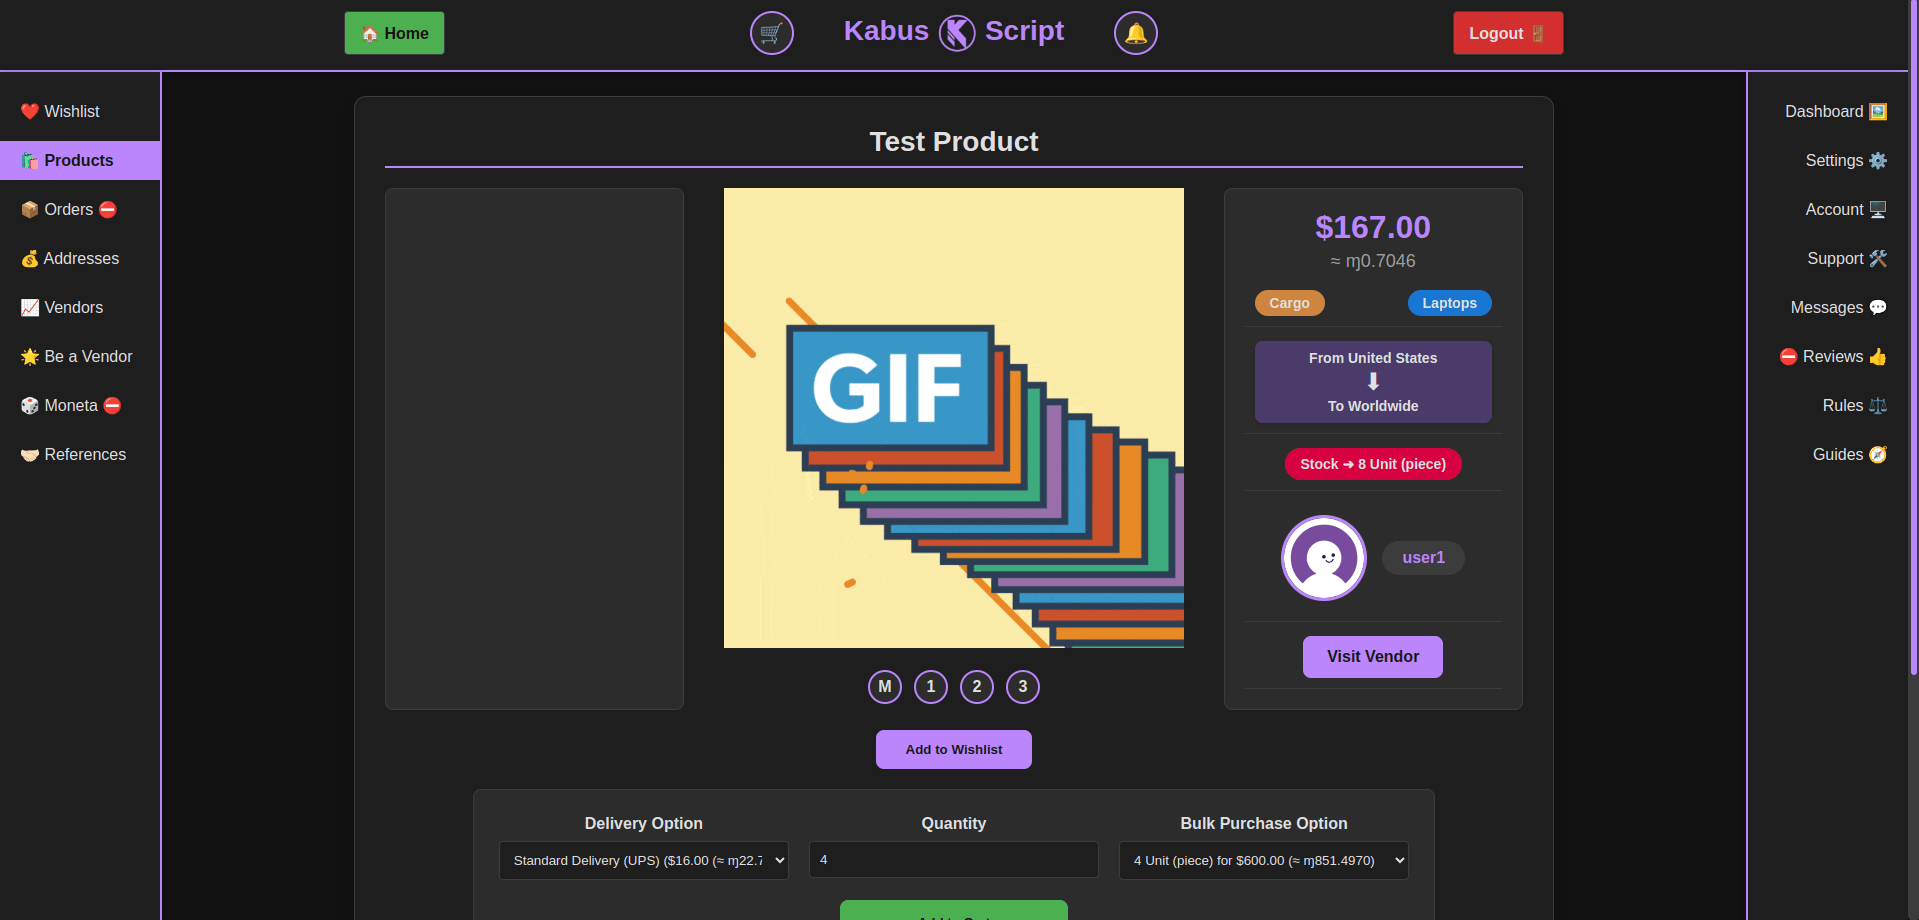 Home
Kabus Script
Logout
Wishlist
Products
Orders
Addresses
Vendors
Be a Vendor
Moneta
References
Dashboard
Settings
Account
Support
Messages
Reviews
Rules
Guides
Test Product
GIF
M 1 2 3
Add to Wishlist
$167.00
≈ ɱ0.7046
Cargo
Laptops
From United States
⬇
To Worldwide
Stock ➜ 8 Unit (piece)
user1
Visit Vendor
Delivery Option
Standard Delivery (UPS) ($16.00 (≈ ɱ22.7
Quantity
4
Bulk Purchase Option
4 Unit (piece) for $600.00 (≈ ɱ851.4970)